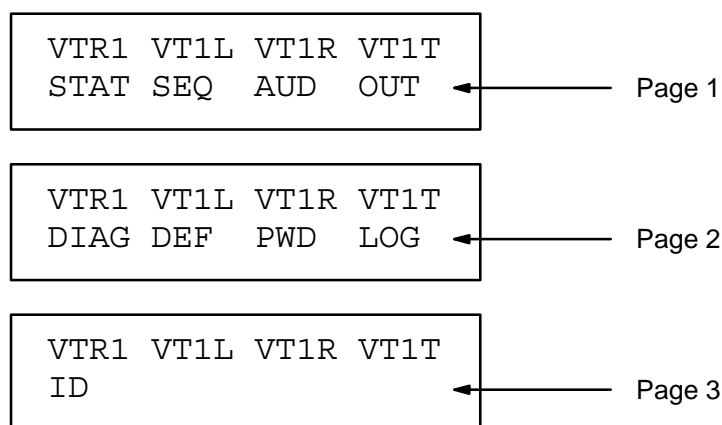 VTR1 VT1L VT1R VT1T
STAT SEQ AUD OUT
Page 1
VTR1 VT1L VT1R VT1T
DIAG DEF PWD LOG
Page 2
VTR1 VT1L VT1R VT1T
ID
Page 3